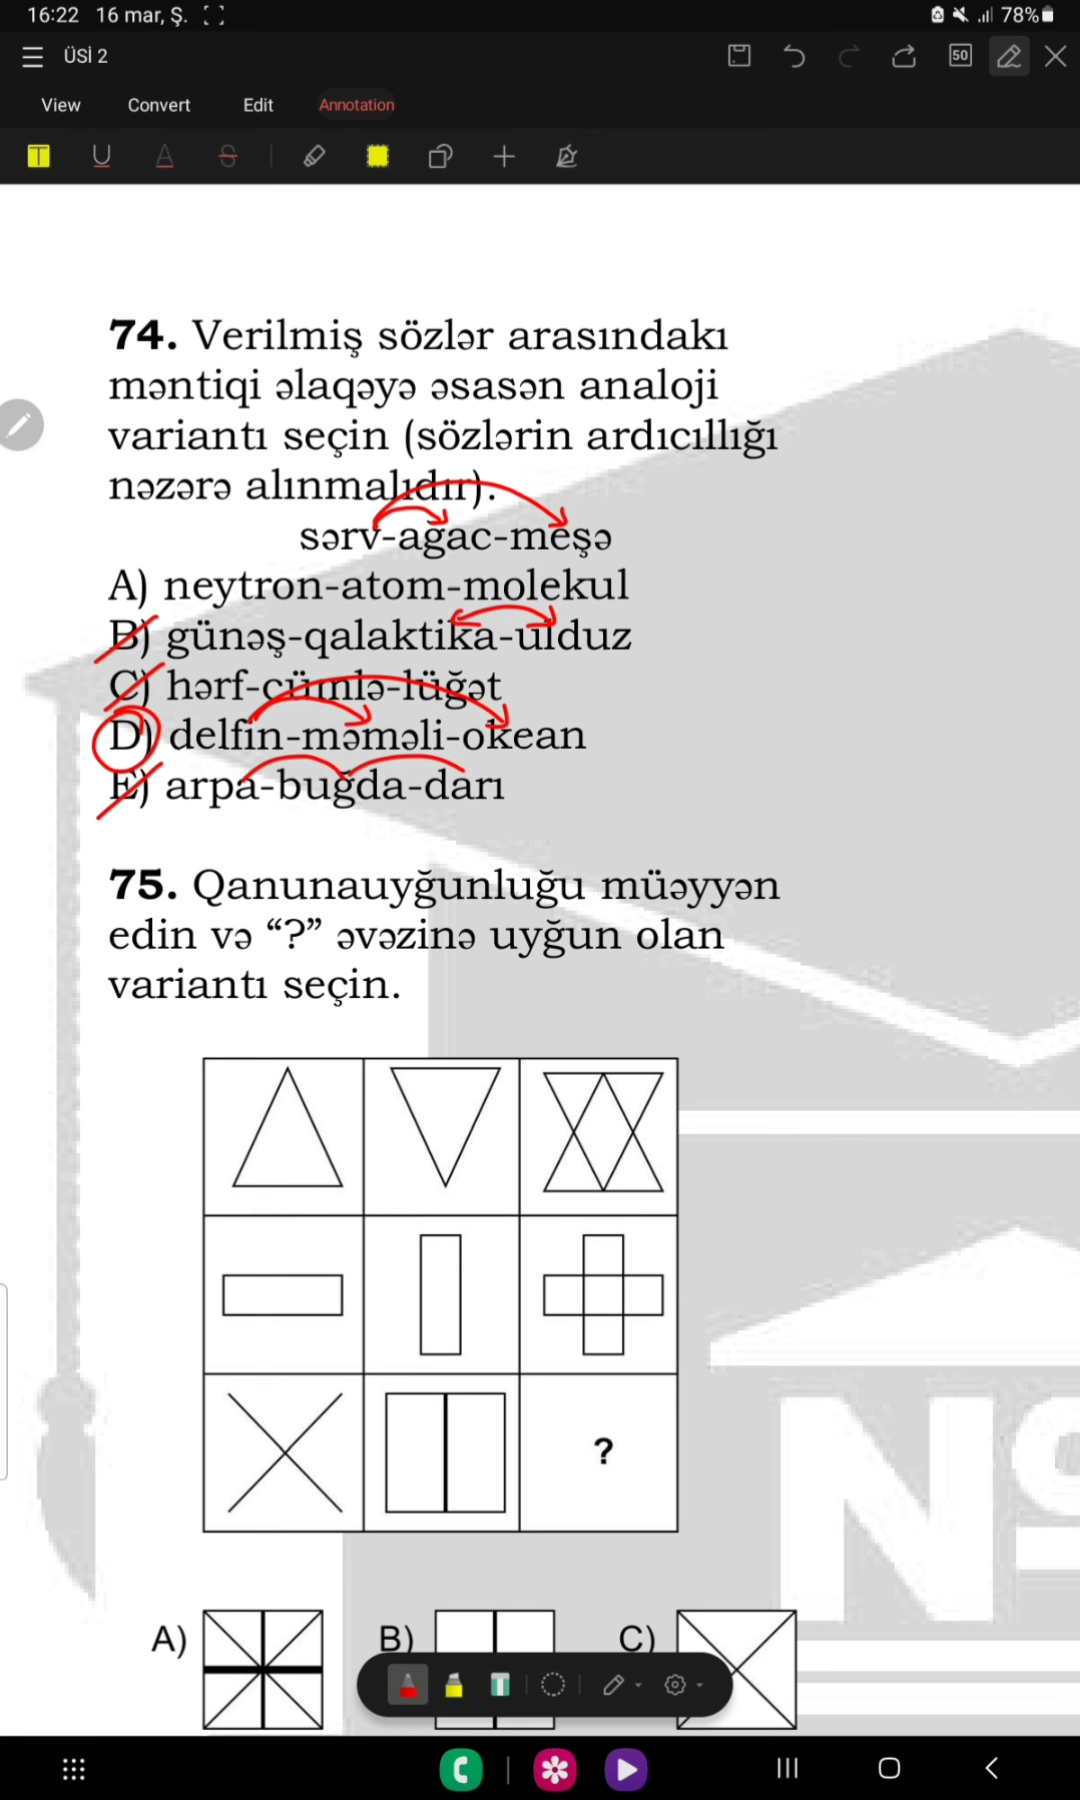 16:22 16 mar, Ş. 78%
ÜSİ 2
50
View Convert Edit Annotation
T U A S
74. Verilmiş sözlər arasındakı
məntiqi əlaqəyə əsasən analoji
variantı seçin (sözlərin ardıcıllığı
nəzərə alınmalıdır).
sərv-ağac-meşə
A) neytron-atom-molekul
B) günəş-qalaktika-ulduz
C) hərf-cümlə-lüğət
D) delfin-məməli-okean
E) arpa-buğda-darı
75. Qanunauyğunluğu müəyyən
edin və “?” əvəzinə uyğun olan
variantı seçin.
?
A) B) C)